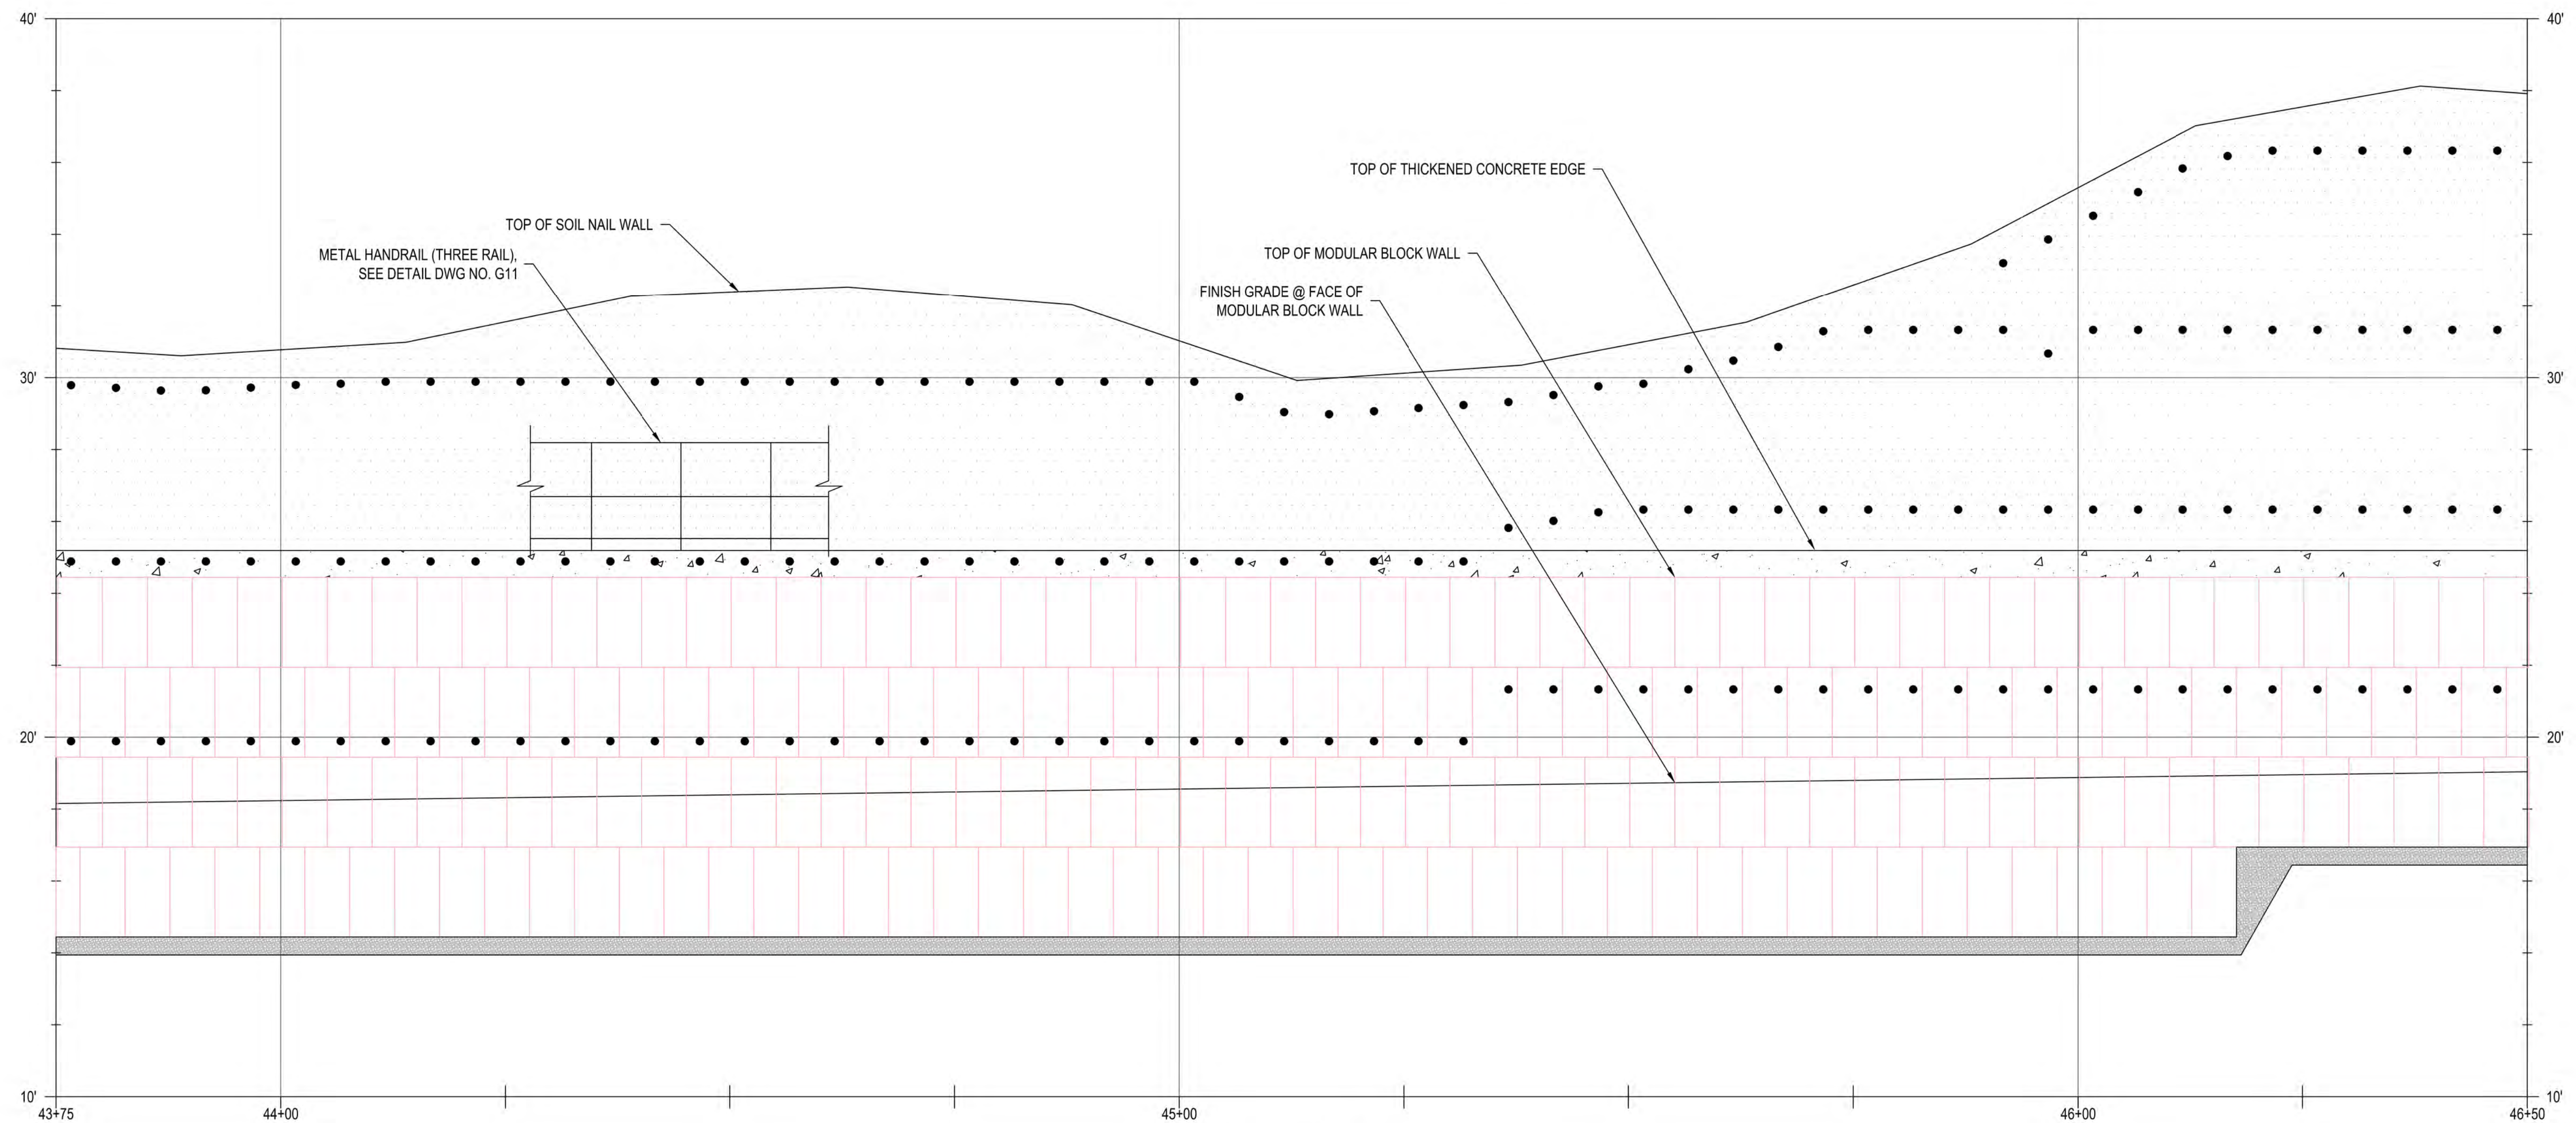 40'
40'
TOP OF THICKENED CONCRETE EDGE
TOP OF SOIL NAIL WALL
METAL HANDRAIL (THREE RAIL),
SEE DETAIL DWG NO. G11
TOP OF MODULAR BLOCK WALL
FINISH GRADE @ FACE OF
MODULAR BLOCK WALL
30'
30'
20'
20'
10'
10'
43+75
44+00
45+00
46+00
46+50